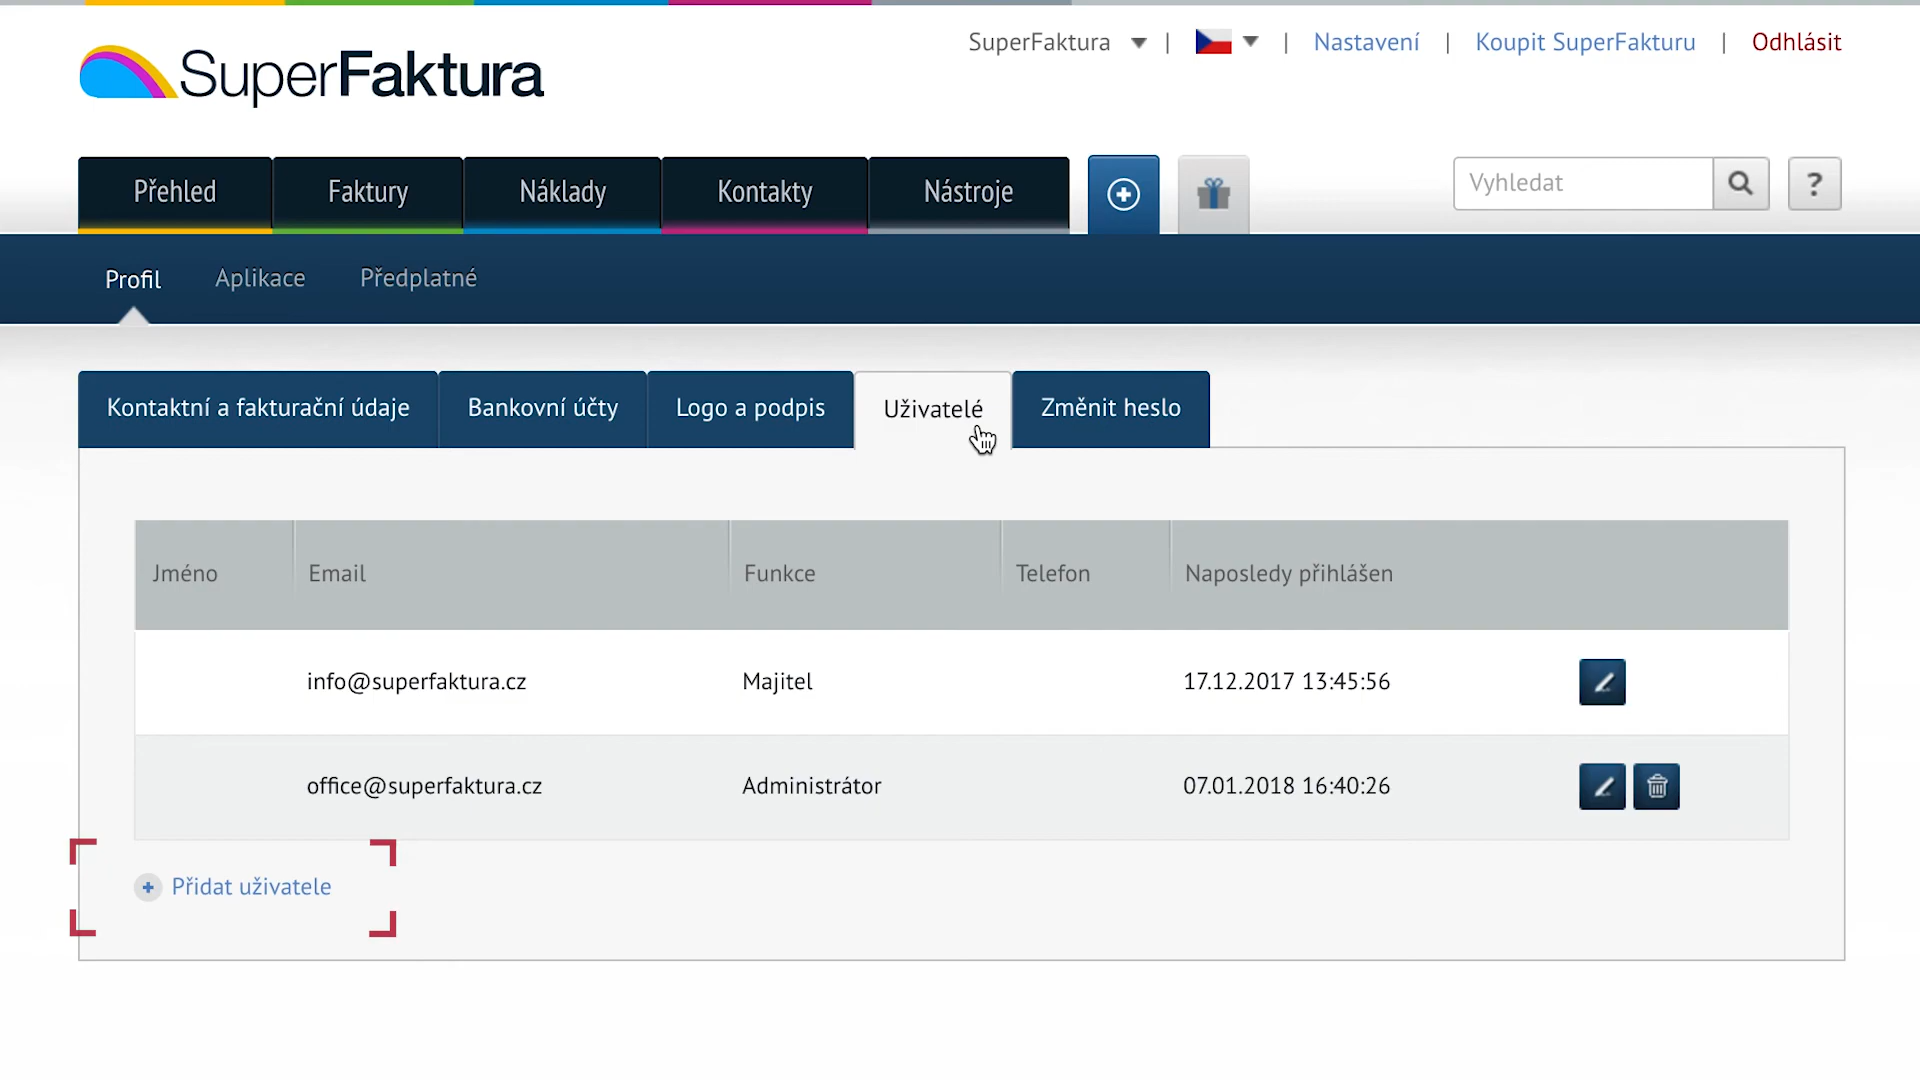 SuperFaktura | | Nastavení | Koupit SuperFakturu | Odhlásit
SuperFaktura
Přehled Faktury Náklady Kontakty Nástroje Vyhledat ?
Profil Aplikace Předplatné
Kontaktní a fakturační údaje Bankovní účty Logo a podpis Uživatelé Změnit heslo
Jméno Email Funkce Telefon Naposledy přihlášen
info@superfaktura.cz Majitel 17.12.2017 13:45:56
office@superfaktura.cz Administrátor 07.01.2018 16:40:26
Přidat uživatele